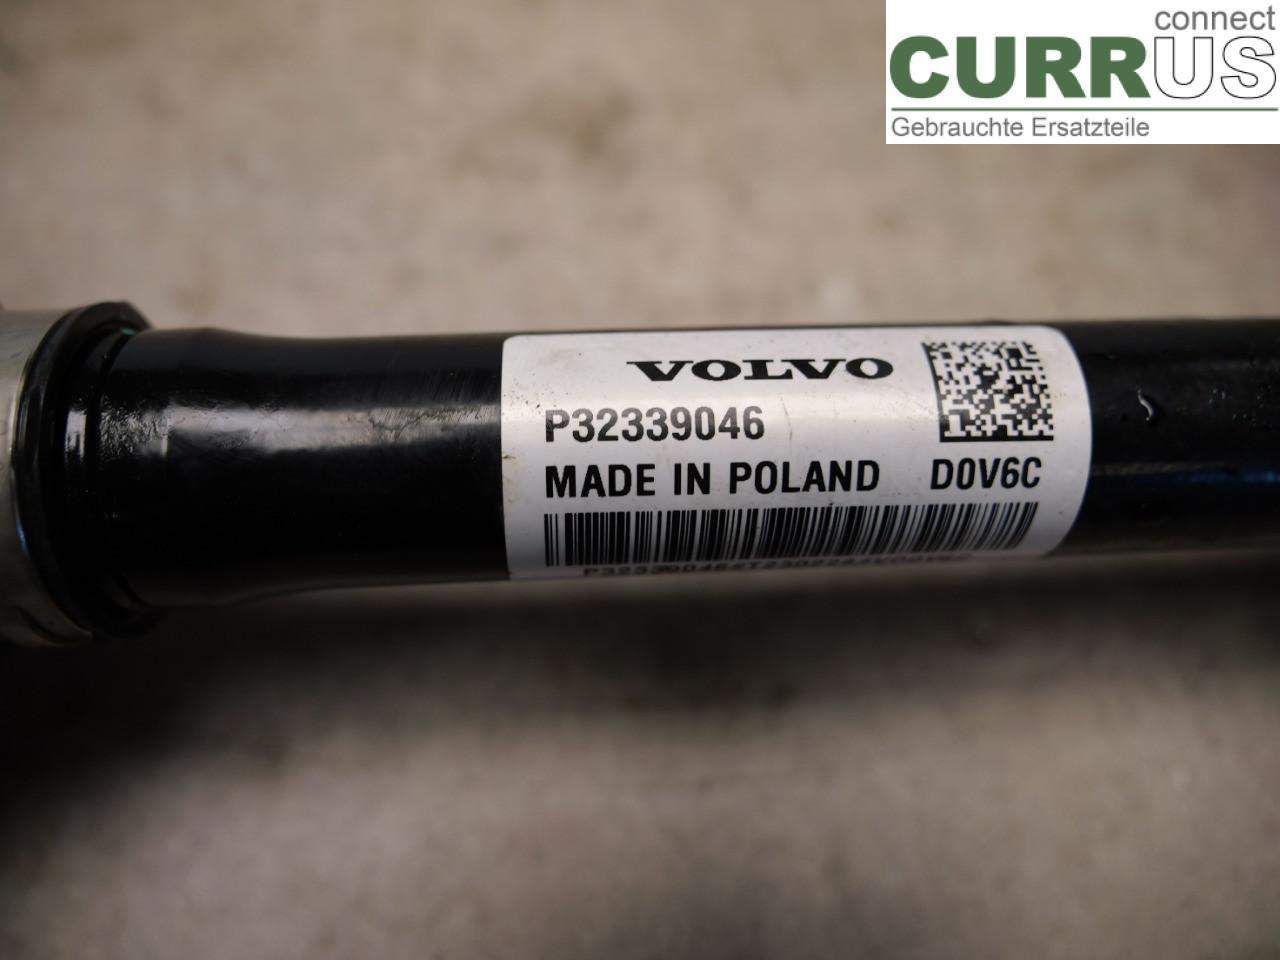 connect
CURRUS
Gebrauchte Ersatzteile
VOLVO
P32339046
MADE IN POLAND D0V6C